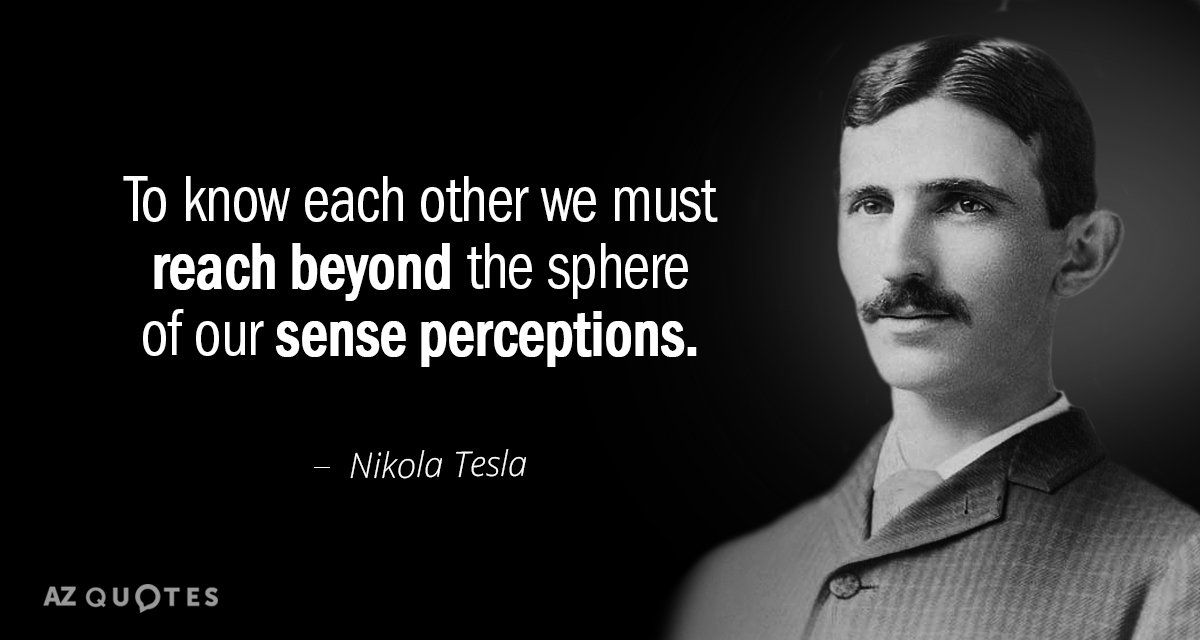 To know each other we must
reach beyond the sphere
of our sense perceptions.
– Nikola Tesla
AZ QUOTES